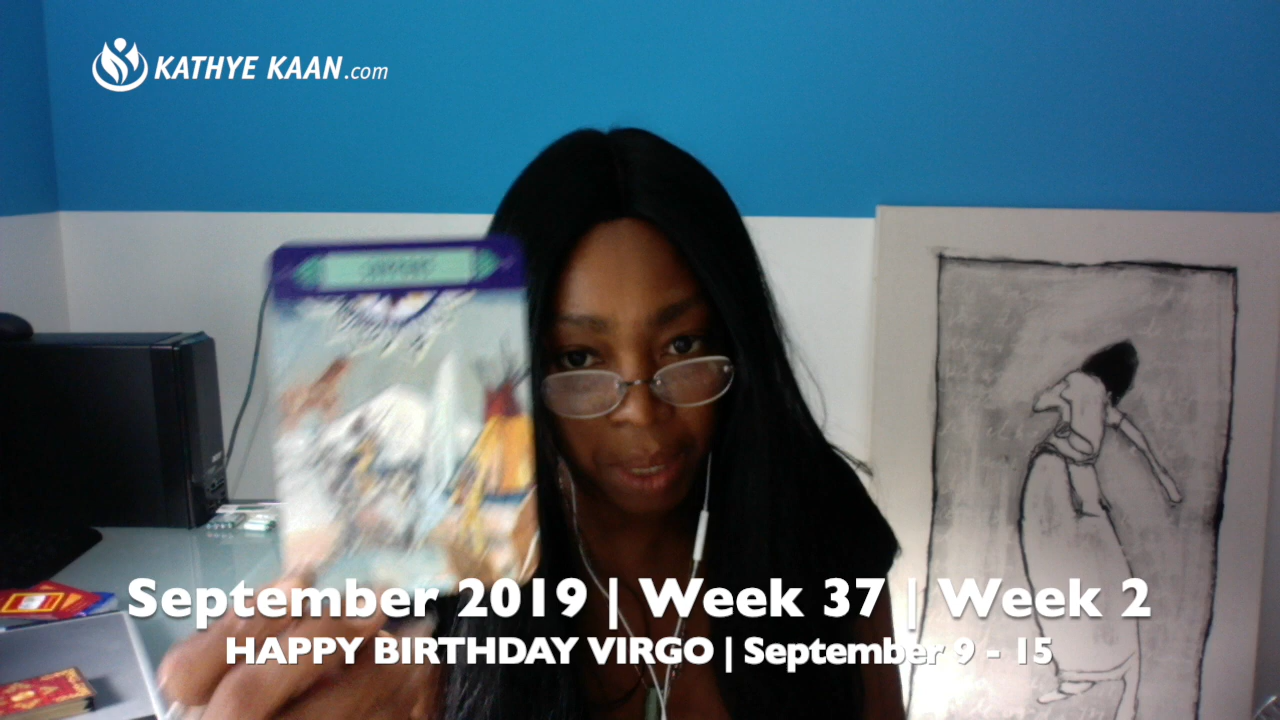 KATHYE KAAN.com
September 2019 | Week 37 | Week 2
HAPPY BIRTHDAY VIRGO | September 9 - 15